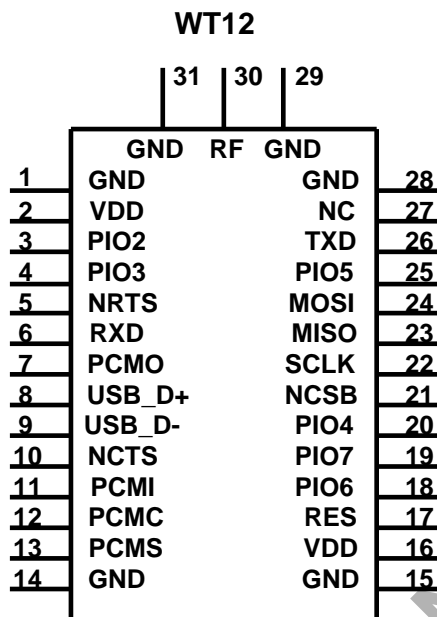 WT12
31 30 29
GND RF GND
1 GND GND 28
2 VDD NC 27
3 PIO2 TXD 26
4 PIO3 PIO5 25
5 NRTS MOSI 24
6 RXD MISO 23
7 PCMO SCLK 22
8 USB_D+ NCSB 21
9 USB_D- PIO4 20
10 NCTS PIO7 19
11 PCMI PIO6 18
12 PCMC RES 17
13 PCMS VDD 16
14 GND GND 15